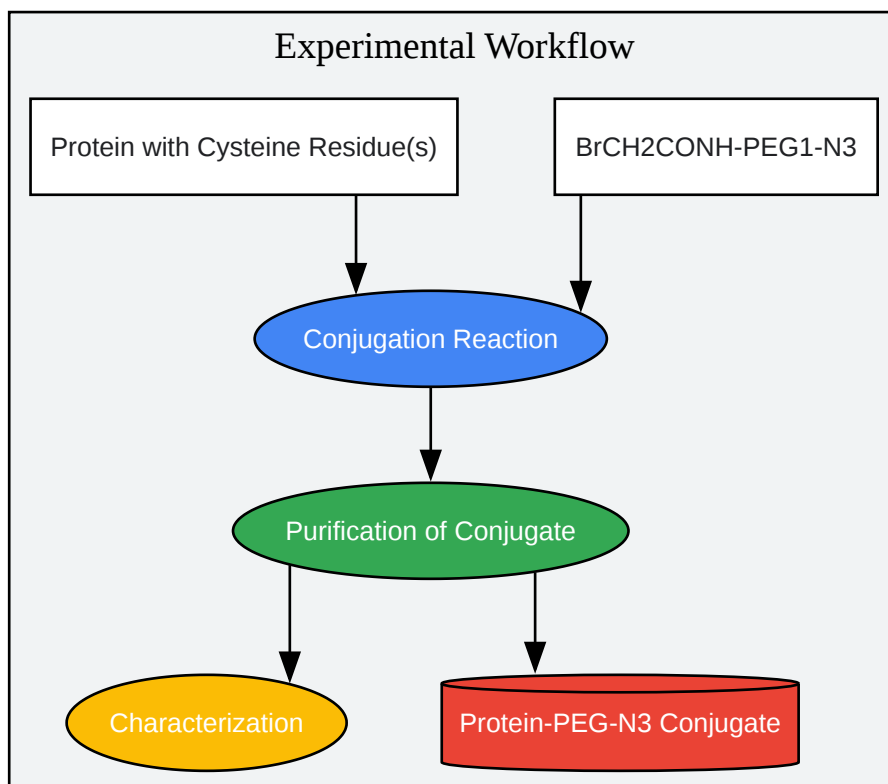 Experimental Workflow
Protein with Cysteine Residue(s)
BrCH2CONH-PEG1-N3
Conjugation Reaction
Purification of Conjugate
Characterization
Protein-PEG-N3 Conjugate